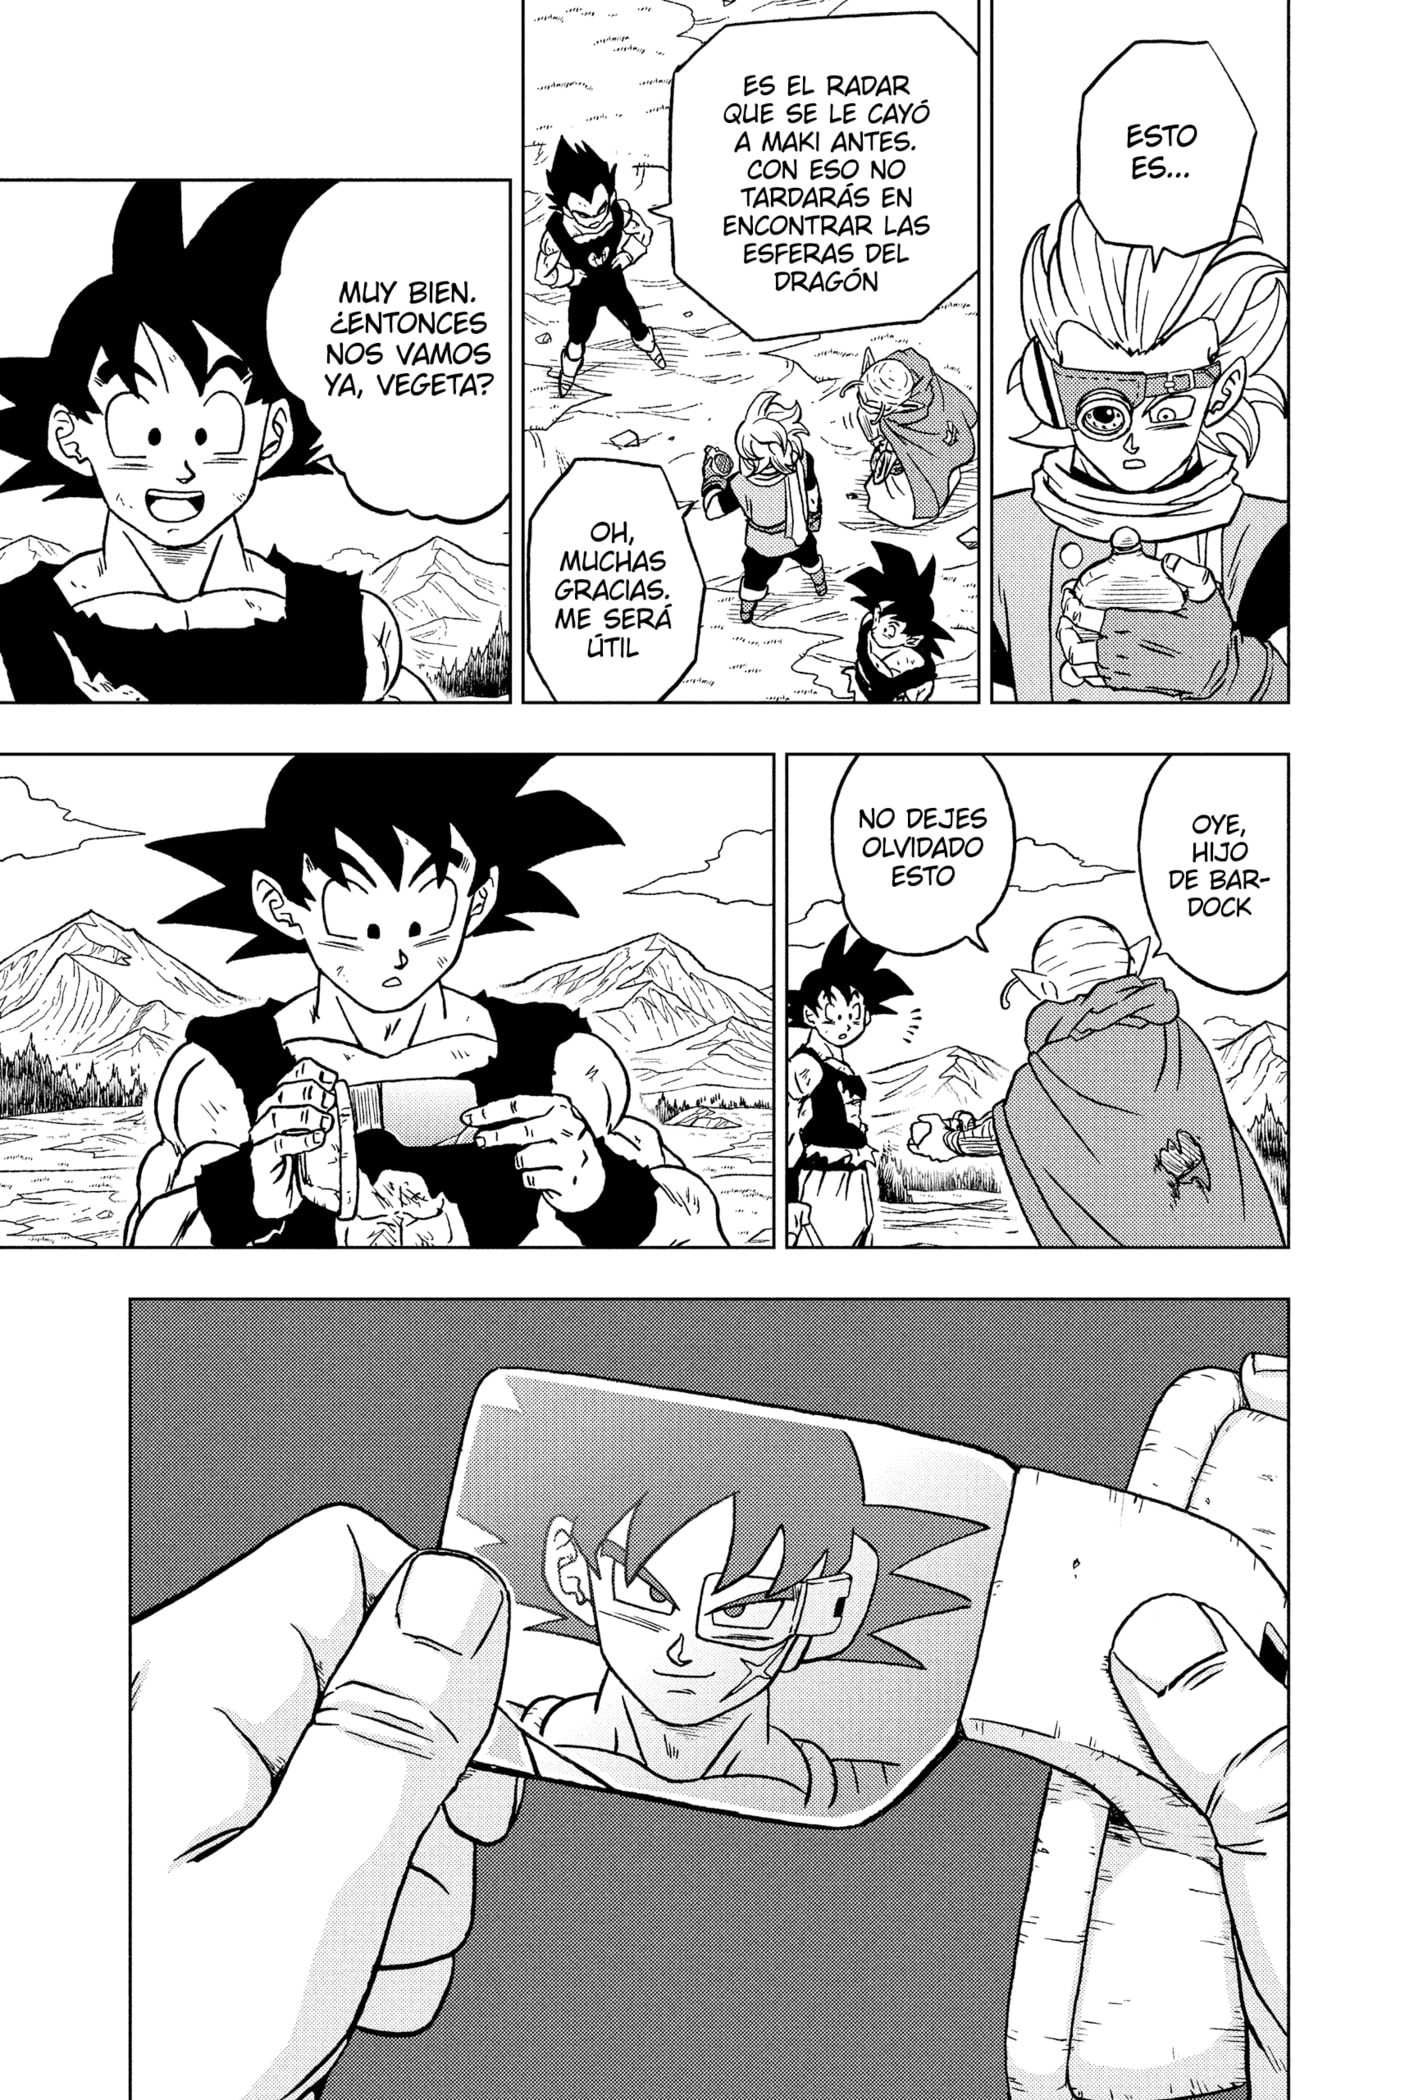 ESTO
ES...
ES EL RADAR
QUE SE LE CAYÓ
A MAKI ANTES.
CON ESO NO
TARDARÁS EN
ENCONTRAR LAS
ESFERAS DEL
DRAGÓN
OH,
MUCHAS
GRACIAS.
ME SERÁ
ÚTIL
MUY BIEN.
¿ENTONCES
NOS VAMOS
YA, VEGETA?
OYE,
HIJO
DE BAR-
DOCK
NO DEJES
OLVIDADO
ESTO